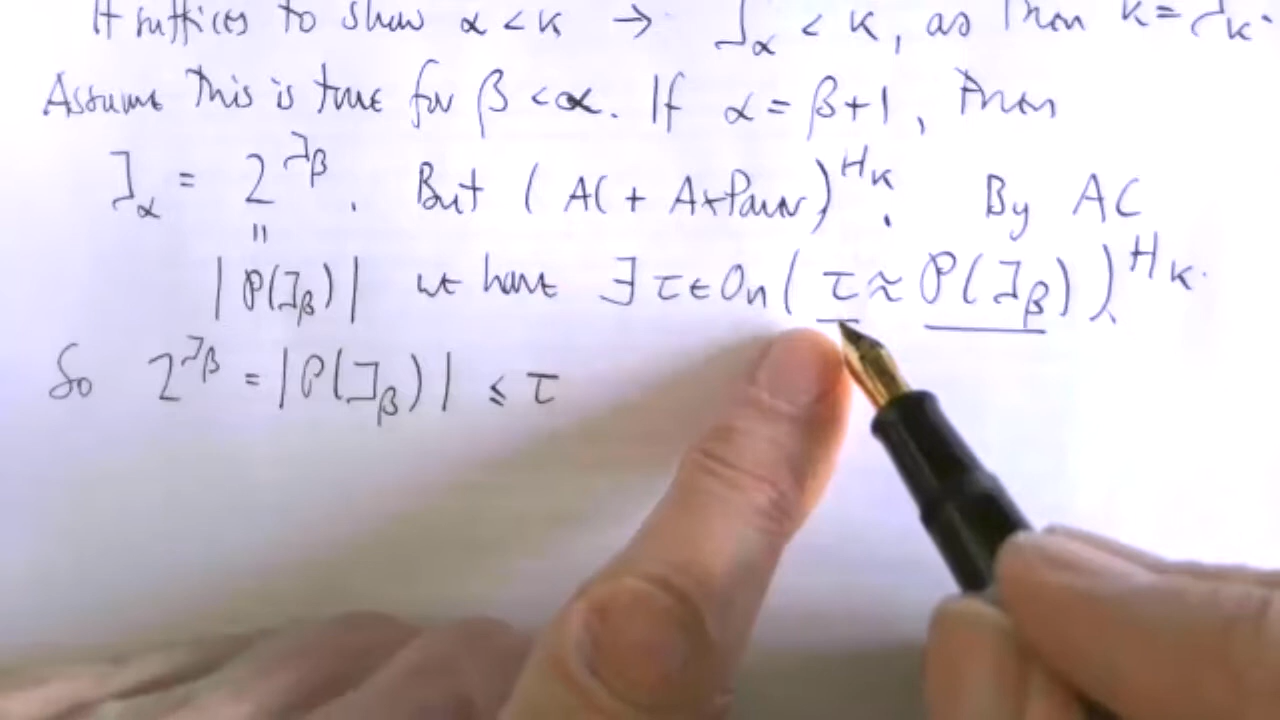 It suffices to show α < κ → ℶ_α < κ, as then κ = ℶ_κ.
Assume this is true for β < α. If α = β+1, then
ℶ_α = 2^{ℶ_β}. But (AC + AxPower)^{H_κ}. By AC
|| 
|℘(ℶ_β)| we have ∃ τ ∈ On (τ ≈ ℘(ℶ_β))^{H_κ}.
So 2^{ℶ_β} = |℘(ℶ_β)| ≤ τ